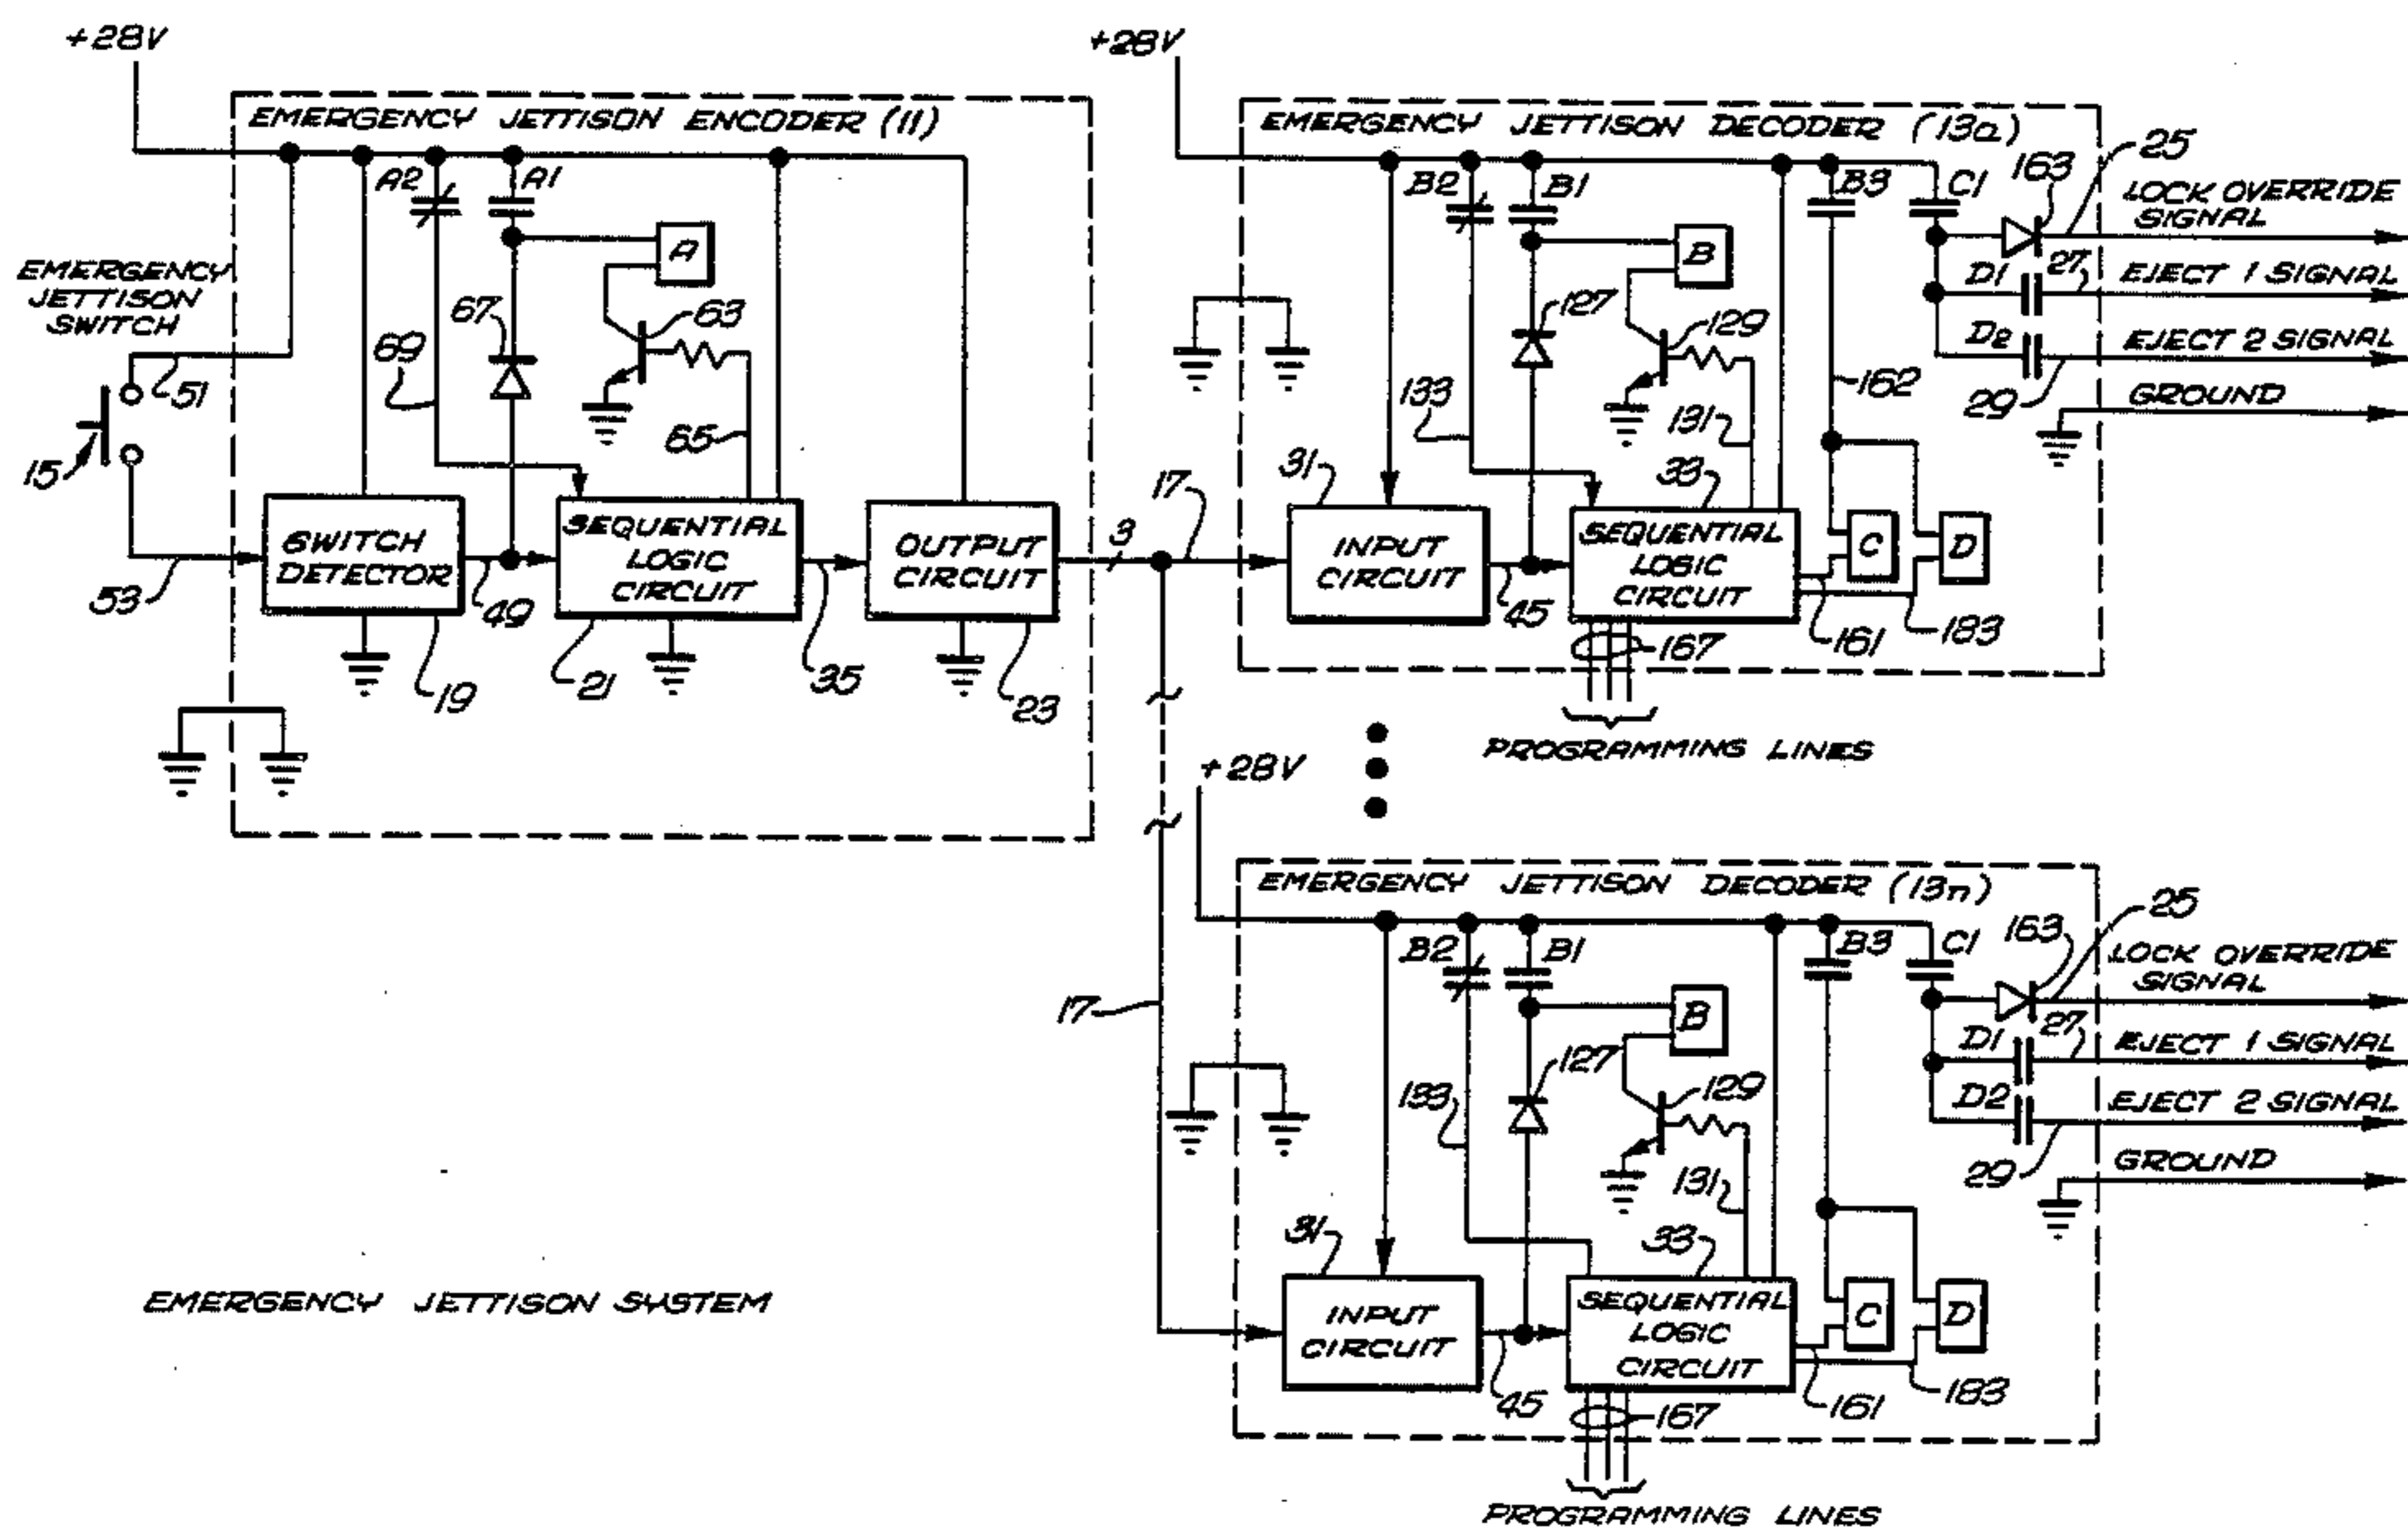 +28V
EMERGENCY JETTISON ENCODER (11)
A2
A1
A
EMERGENCY
JETTISON
SWITCH
67
63
69
51
65
15
SWITCH
DETECTOR
SEQUENTIAL
LOGIC
CIRCUIT
OUTPUT
CIRCUIT
3
17
53
49
35
19
21
23
+28V
EMERGENCY JETTISON DECODER (13a)
B2
B1
B3
C1
163
25
LOCK OVERRIDE
SIGNAL
B
D1
27
EJECT 1 SIGNAL
127
129
D2
EJECT 2 SIGNAL
162
29
GROUND
133
131
31
33
INPUT
CIRCUIT
SEQUENTIAL
LOGIC
CIRCUIT
C
D
45
167
161
183
PROGRAMMING LINES
+28V
EMERGENCY JETTISON DECODER (13n)
B2
B1
B3
C1
163
25
LOCK OVERRIDE
SIGNAL
17
B
D1
27
EJECT 1 SIGNAL
127
129
D2
EJECT 2 SIGNAL
133
29
GROUND
131
31
33
INPUT
CIRCUIT
SEQUENTIAL
LOGIC
CIRCUIT
C
D
45
167
161
183
PROGRAMMING LINES
EMERGENCY JETTISON SYSTEM